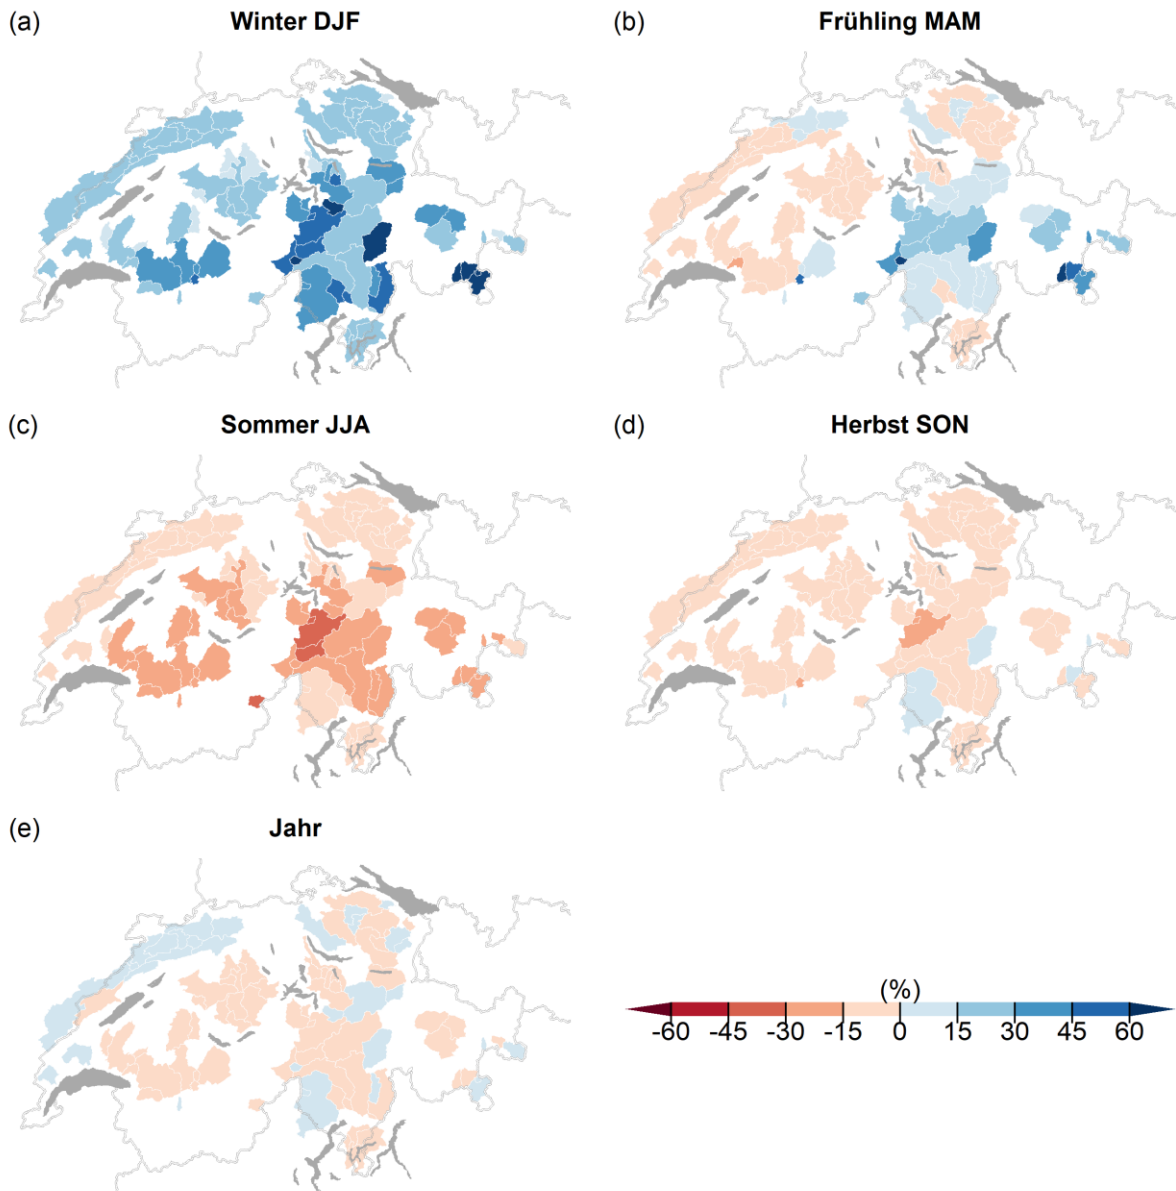 (a) Winter DJF
(b) Frühling MAM
(c) Sommer JJA
(d) Herbst SON
(e) Jahr
(%)
-60 -45 -30 -15 0 15 30 45 60